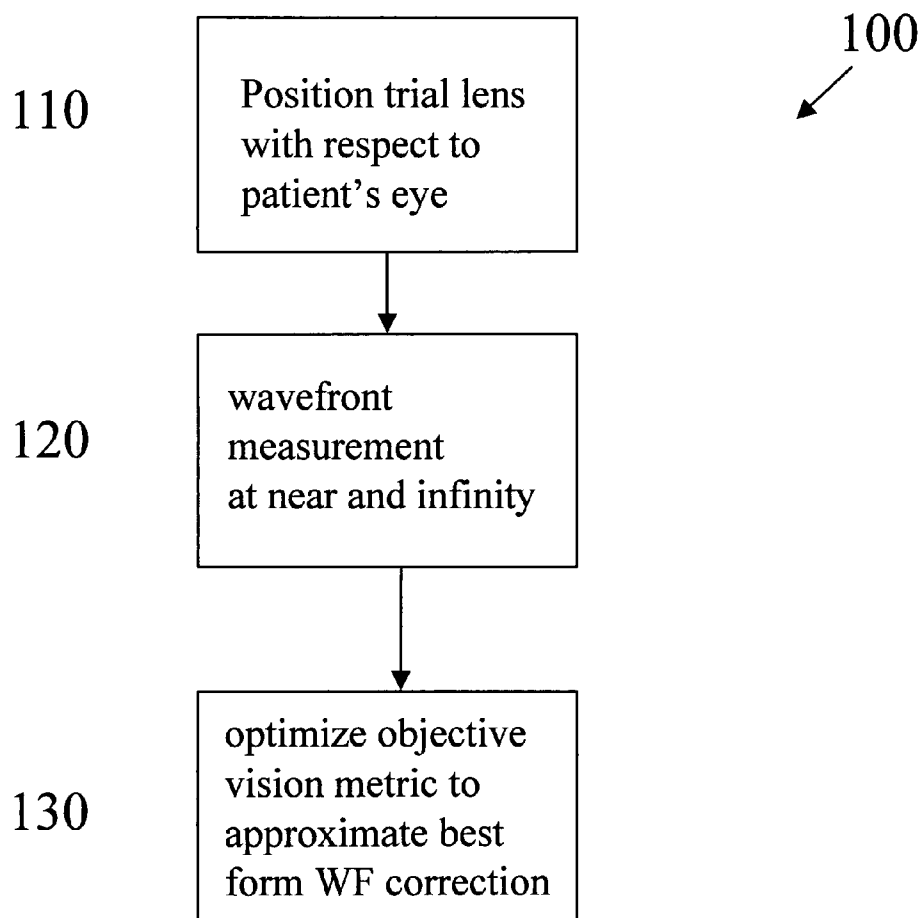 100
110
Position trial lens
with respect to
patient's eye
120
wavefront
measurement
at near and infinity
130
optimize objective
vision metric to
approximate best
form WF correction